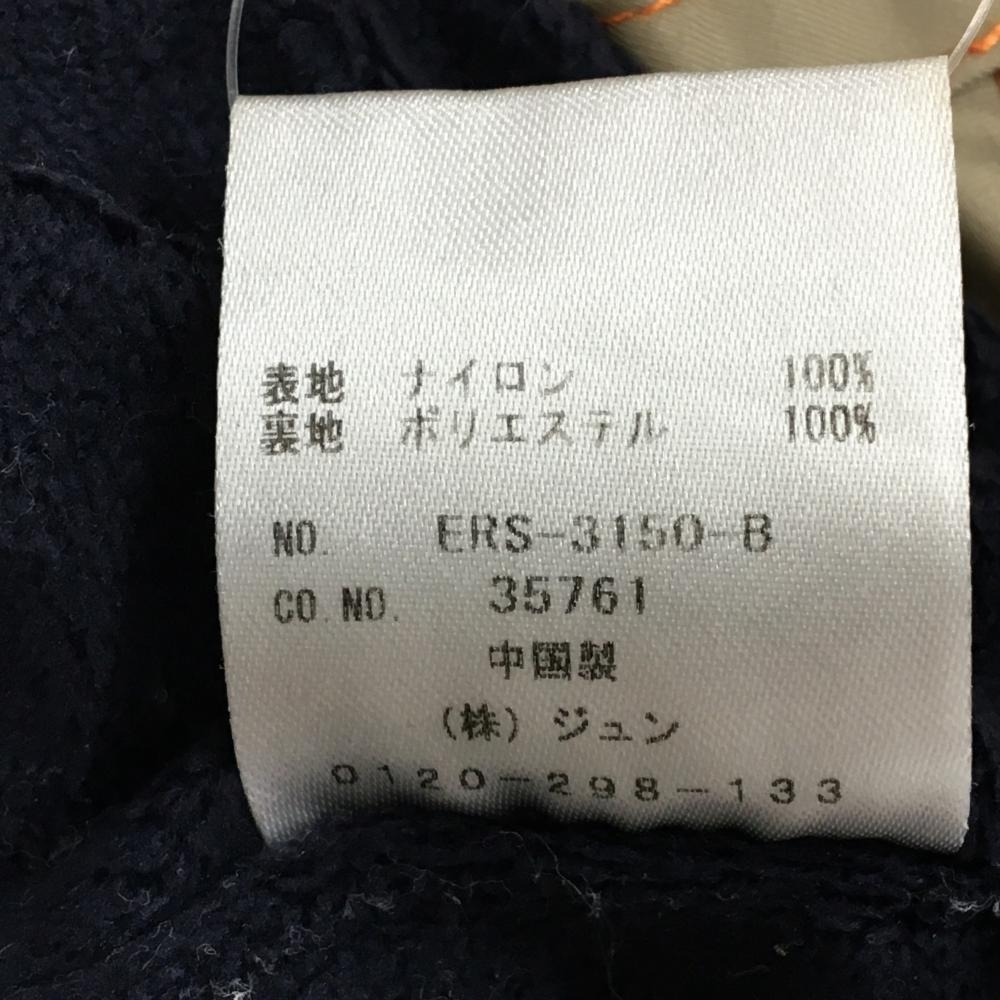 表地 ナイロン 100%
裏地 ポリエステル 100%
NO. ERS-3150-B
CO.NO. 35761
中国製
(株)ジュン
0120-298-133